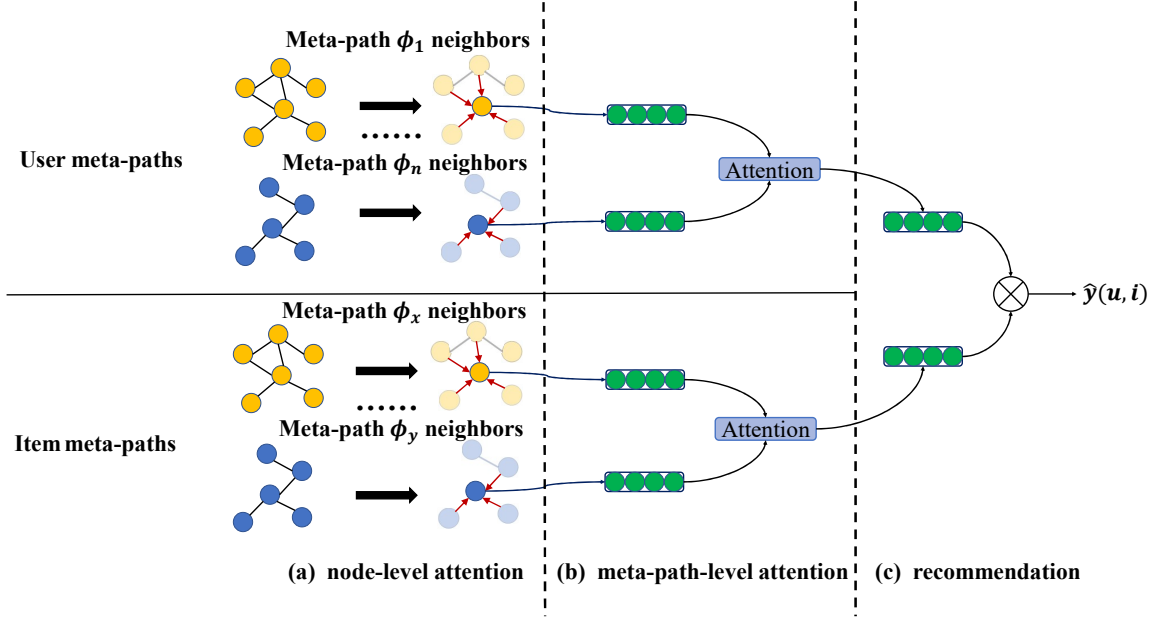 Meta-path ϕ₁ neighbors
......
User meta-paths
Meta-path ϕₙ neighbors
Attention
ŷ(u, i)
Meta-path ϕₓ neighbors
......
Item meta-paths
Meta-path ϕᵧ neighbors
Attention
(a) node-level attention
(b) meta-path-level attention
(c) recommendation